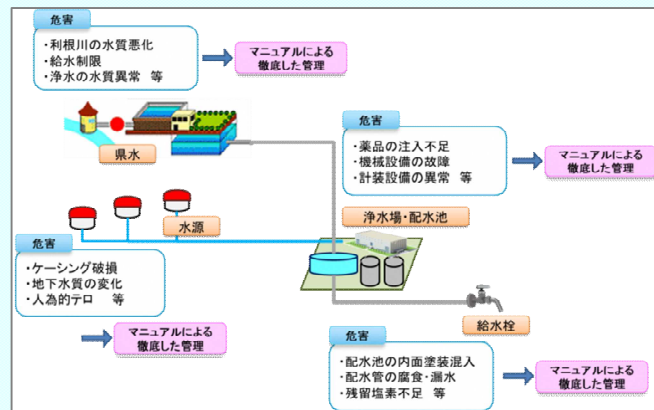 危害
・利根川の水質悪化
・給水制限
・浄水の水質異常 等
マニュアルによる
徹底した管理
県水
危害
・薬品の注入不足
・機械設備の故障
・計装設備の異常 等
マニュアルによる
徹底した管理
水源
浄水場・配水池
危害
・ケーシング破損
・地下水質の変化
・人為的テロ 等
マニュアルによる
徹底した管理
給水栓
危害
・配水池の内面塗装混入
・配水管の腐食・漏水
・残留塩素不足 等
マニュアルによる
徹底した管理